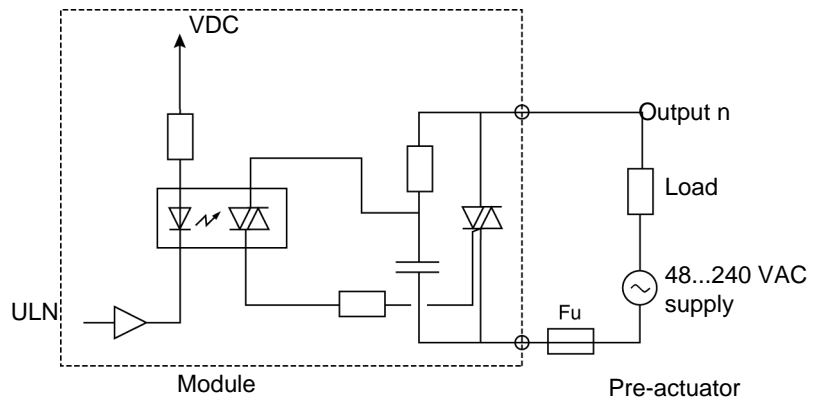 VDC
Output n
Load
48...240 VAC
supply
ULN
Fu
Module
Pre-actuator